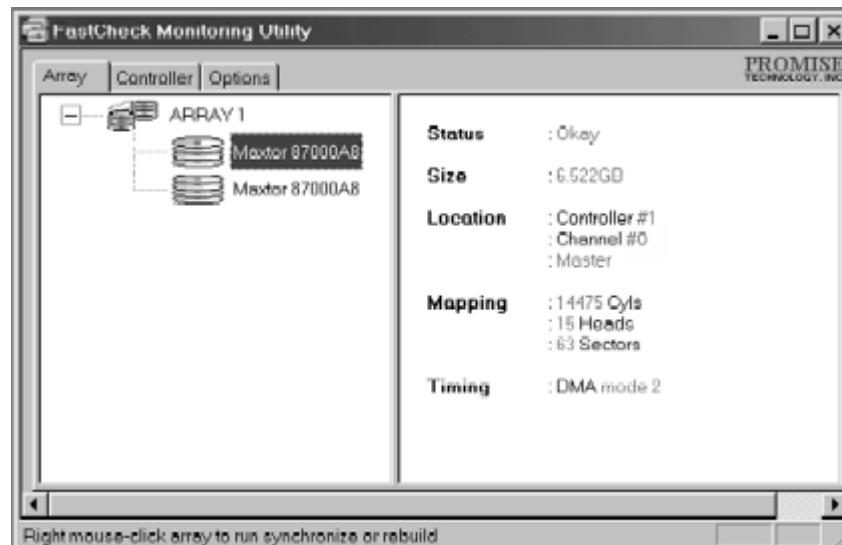 FastCheck Monitoring Utility
Array Controller Options
PROMISE
TECHNOLOGY, INC
ARRAY 1
Maxtor 87000A8
Maxtor 87000A8
Status : Okay
Size : 6.522GB
Location : Controller #1
: Channel #0
: Master
Mapping : 14475 Cyls
: 15 Heads
: 63 Sectors
Timing : DMA mode 2
Right mouse-click array to run synchronize or rebuild